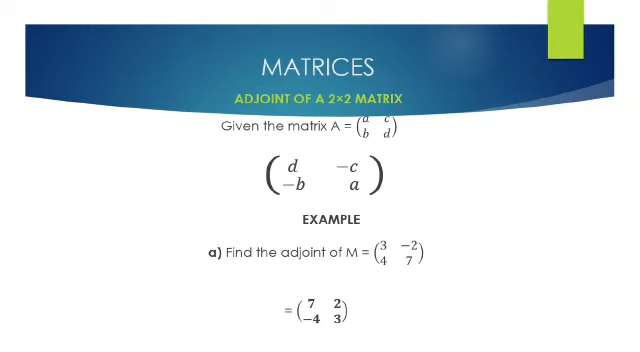 MATRICES
ADJOINT OF A 2×2 MATRIX
Given the matrix A = (a c
b d)
(d −c
−b a)
EXAMPLE
a) Find the adjoint of M = (3 −2
4 7)
= (7 2
−4 3)